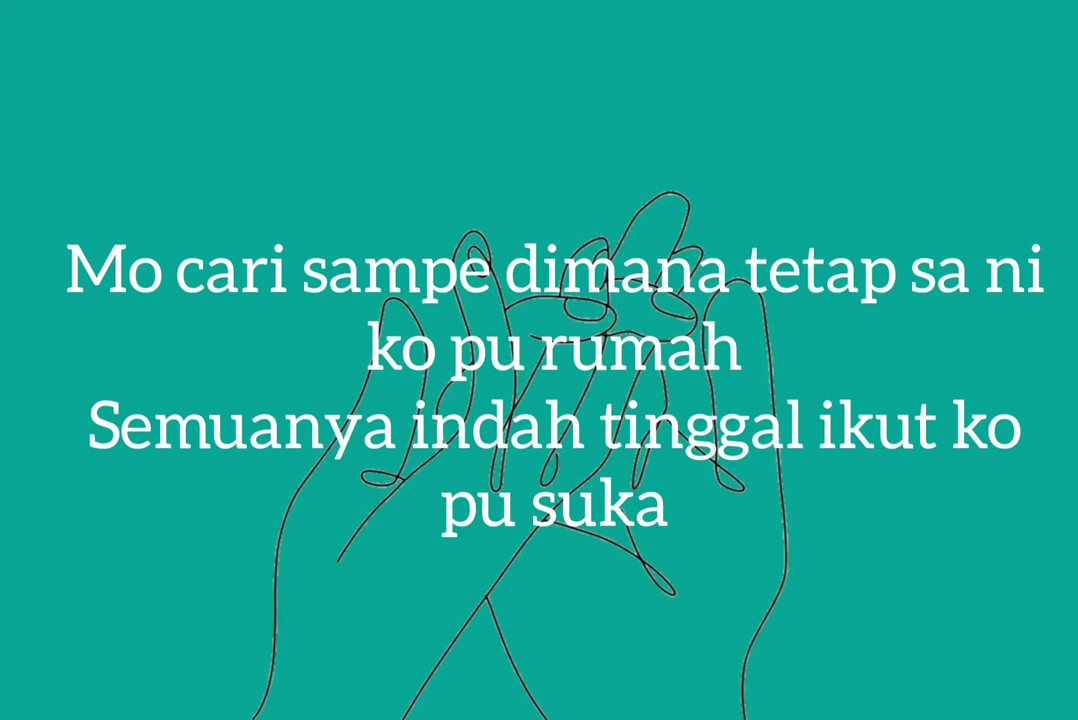 Mo cari sampe dimana tetap sa ni
ko pu rumah
Semuanya indah tinggal ikut ko
pu suka